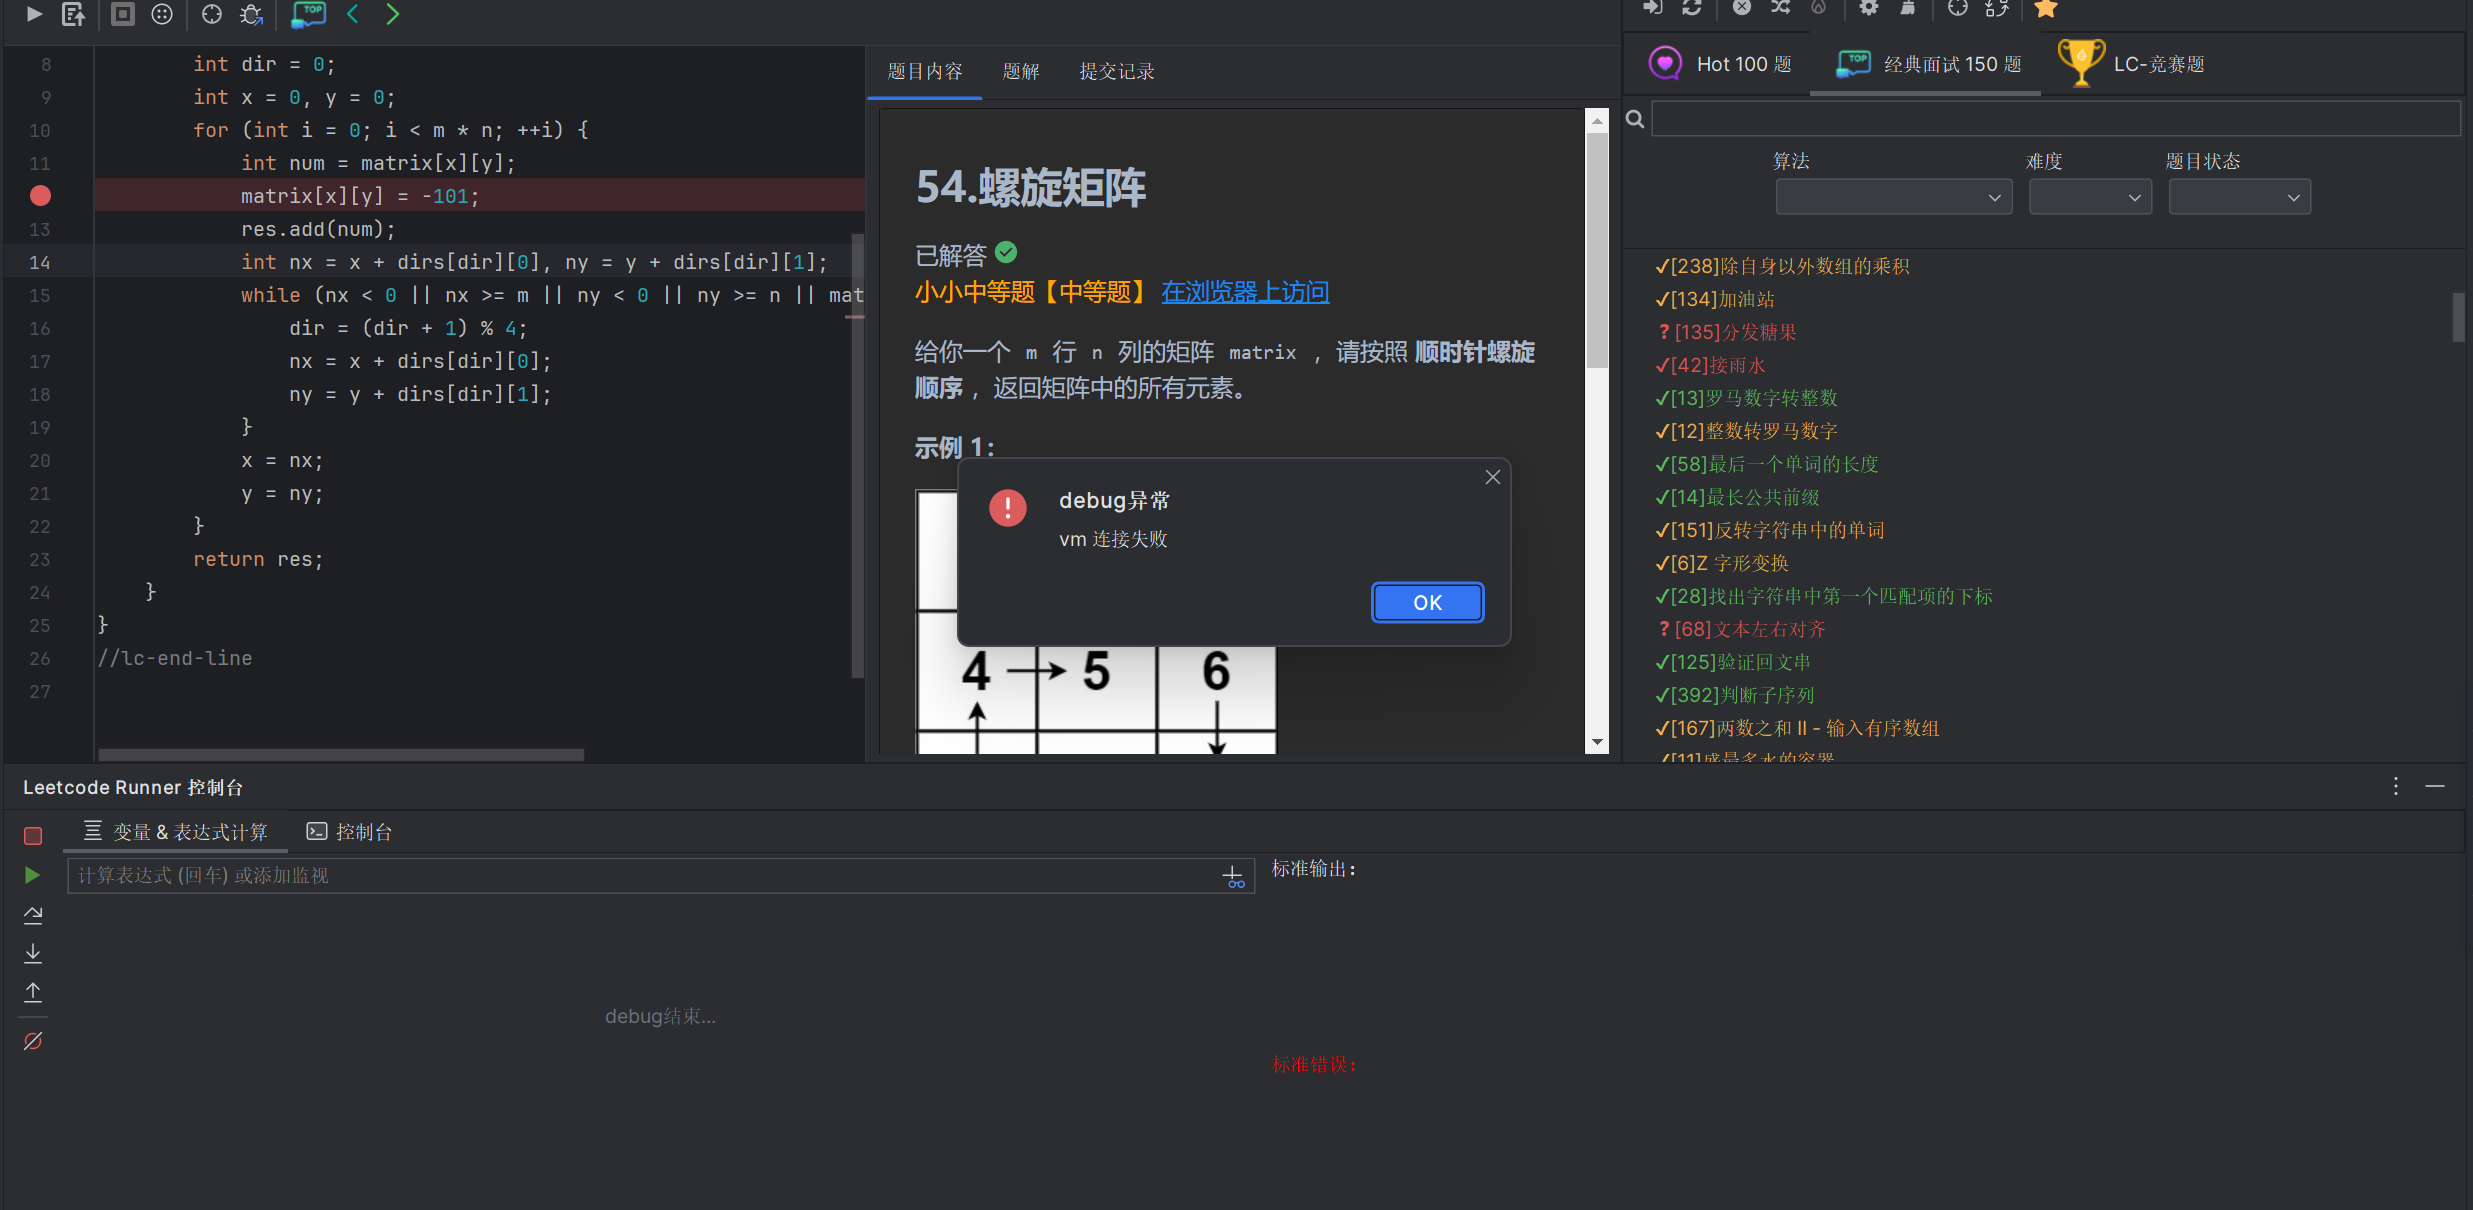 8 int dir = 0;
9 int x = 0, y = 0;
10 for (int i = 0; i < m * n; ++i) {
11 int num = matrix[x][y];
matrix[x][y] = -101;
13 res.add(num);
14 int nx = x + dirs[dir][0], ny = y + dirs[dir][1];
15 while (nx < 0 || nx >= m || ny < 0 || ny >= n || mat
16 dir = (dir + 1) % 4;
17 nx = x + dirs[dir][0];
18 ny = y + dirs[dir][1];
19 }
20 x = nx;
21 y = ny;
22 }
23 return res;
24 }
25 }
26 //lc-end-line
27
题目内容 题解 提交记录
54.螺旋矩阵
已解答
小小中等题【中等题】 在浏览器上访问
给你一个 m 行 n 列的矩阵 matrix ，请按照 顺时针螺旋
顺序 ，返回矩阵中的所有元素。
示例 1：
4 5 6
debug异常
vm 连接失败
OK
TOP
Hot 100 题 TOP 经典面试 150 题 LC-竞赛题
算法 难度 题目状态
✓[238]除自身以外数组的乘积
✓[134]加油站
?[135]分发糖果
✓[42]接雨水
✓[13]罗马数字转整数
✓[12]整数转罗马数字
✓[58]最后一个单词的长度
✓[14]最长公共前缀
✓[151]反转字符串中的单词
✓[6]Z 字形变换
✓[28]找出字符串中第一个匹配项的下标
?[68]文本左右对齐
✓[125]验证回文串
✓[392]判断子序列
✓[167]两数之和 II - 输入有序数组
✓[11]盛最多水的容器
Leetcode Runner 控制台
变量 & 表达式计算 控制台
计算表达式 (回车) 或添加监视
标准输出：
debug结束...
标准错误：